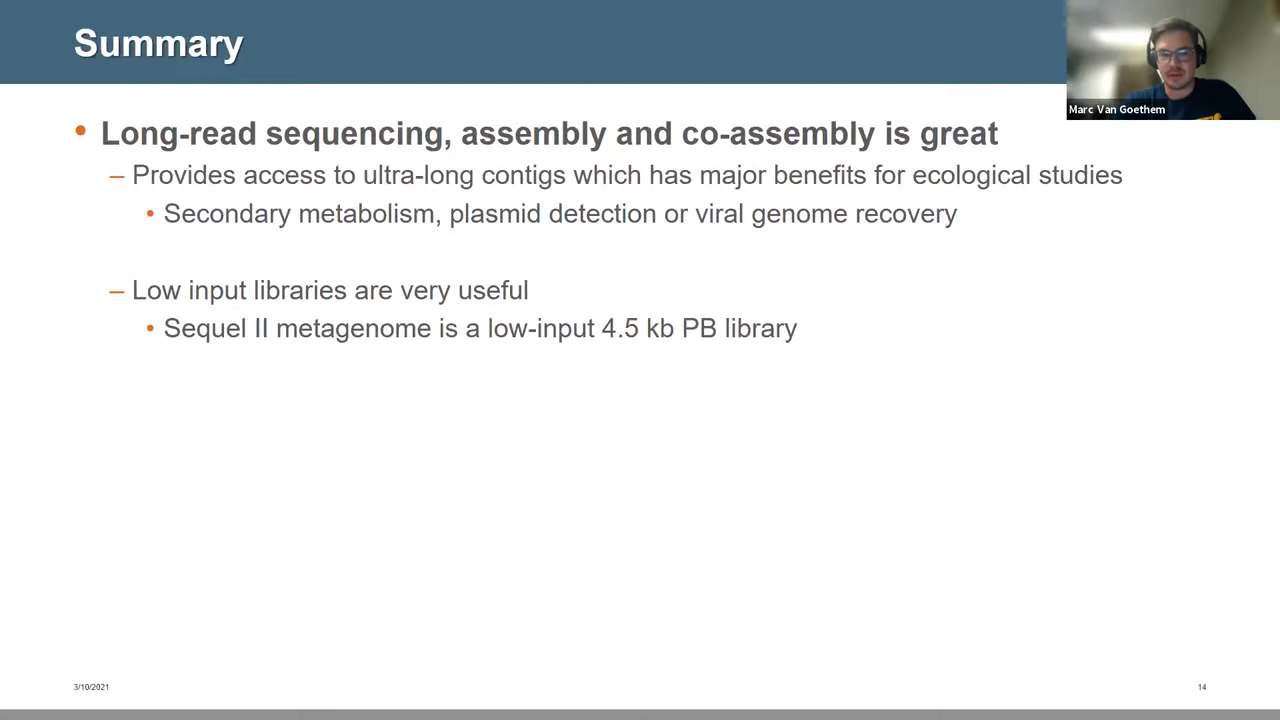 Summary
Marc Van Goethem
• Long-read sequencing, assembly and co-assembly is great
– Provides access to ultra-long contigs which has major benefits for ecological studies
• Secondary metabolism, plasmid detection or viral genome recovery
– Low input libraries are very useful
• Sequel II metagenome is a low-input 4.5 kb PB library
3/10/2021
14